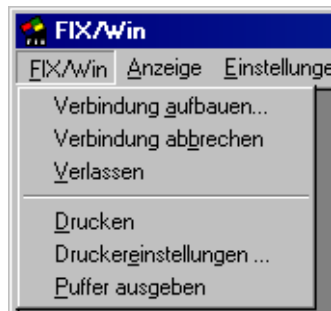 FIX/Win
FIX/Win Anzeige Einstellunge
Verbindung aufbauen...
Verbindung abbrechen
Verlassen
Drucken
Druckereinstellungen ...
Puffer ausgeben